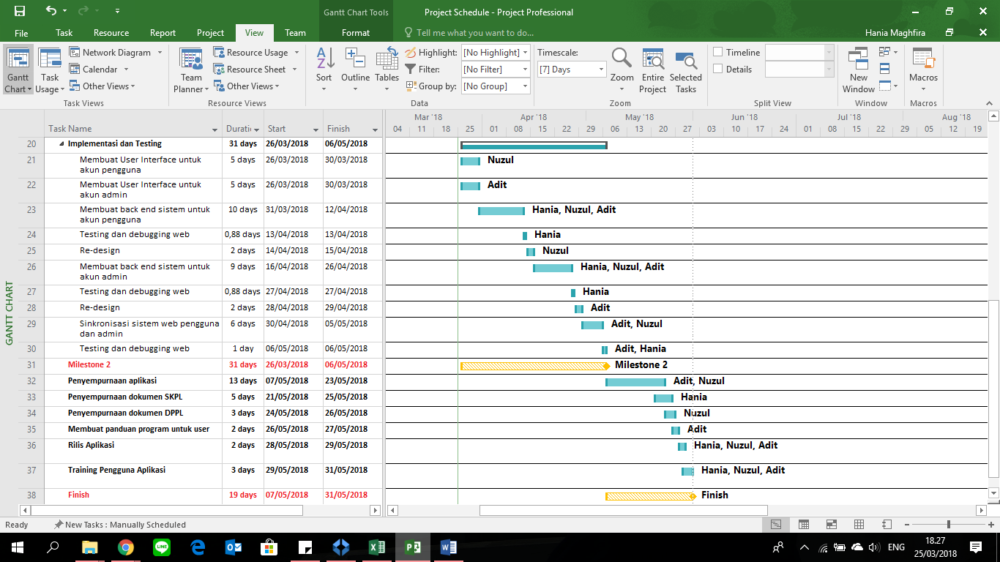 Gantt Chart Tools
Project Schedule - Project Professional
File Task Resource Report Project View Team Format Tell me what you want to do... Hania Maghfira
Gantt Chart
Task Usage
Network Diagram
Calendar
Other Views
Task Views
Team Planner
Resource Usage
Resource Sheet
Other Views
Resource Views
Sort
Outline
Tables
Highlight: [No Highlight]
Filter: [No Filter]
Group by: [No Group]
Data
Timescale:
[7] Days
Zoom
Entire Project
Selected Tasks
Zoom
Timeline
Details
Split View
New Window
Window
Macros
Macros
Mar '18 Apr '18 May '18 Jun '18 Jul '18 Aug '18
Task Name Duratic Start Finish 04 11 18 25 01 08 15 22 29 06 13 20 27 03 10 17 24 01 08 15 22 29 05 12 19
GANTT CHART
20 Implementasi dan Testing 31 days 26/03/2018 06/05/2018
21 Membuat User Interface untuk 5 days 26/03/2018 30/03/2018 Nuzul
akun pengguna
22 Membuat User Interface untuk 5 days 26/03/2018 30/03/2018 Adit
akun admin
23 Membuat back end sistem untuk 10 days 31/03/2018 12/04/2018 Hania, Nuzul, Adit
akun pengguna
24 Testing dan debugging web 0,88 days 13/04/2018 13/04/2018 Hania
25 Re-design 2 days 14/04/2018 15/04/2018 Nuzul
26 Membuat back end sistem untuk 9 days 16/04/2018 26/04/2018 Hania, Nuzul, Adit
akun admin
27 Testing dan debugging web 0,88 days 27/04/2018 27/04/2018 Hania
28 Re-design 2 days 28/04/2018 29/04/2018 Adit
29 Sinkronisasi sistem web pengguna 6 days 30/04/2018 05/05/2018 Adit, Nuzul
dan admin
30 Testing dan debugging web 1 day 06/05/2018 06/05/2018 Adit, Hania
31 Milestone 2 31 days 26/03/2018 06/05/2018 Milestone 2
32 Penyempurnaan aplikasi 13 days 07/05/2018 23/05/2018 Adit, Nuzul
33 Penyempurnaan dokumen SKPL 5 days 21/05/2018 25/05/2018 Hania
34 Penyempurnaan dokumen DPPL 3 days 24/05/2018 26/05/2018 Nuzul
35 Membuat panduan program untuk user 2 days 26/05/2018 27/05/2018 Adit
36 Rilis Aplikasi 2 days 28/05/2018 29/05/2018 Hania, Nuzul, Adit
37 Training Pengguna Aplikasi 3 days 29/05/2018 31/05/2018 Hania, Nuzul, Adit
38 Finish 19 days 07/05/2018 31/05/2018 Finish
Ready New Tasks : Manually Scheduled
LINE
ENG
18.27
25/03/2018